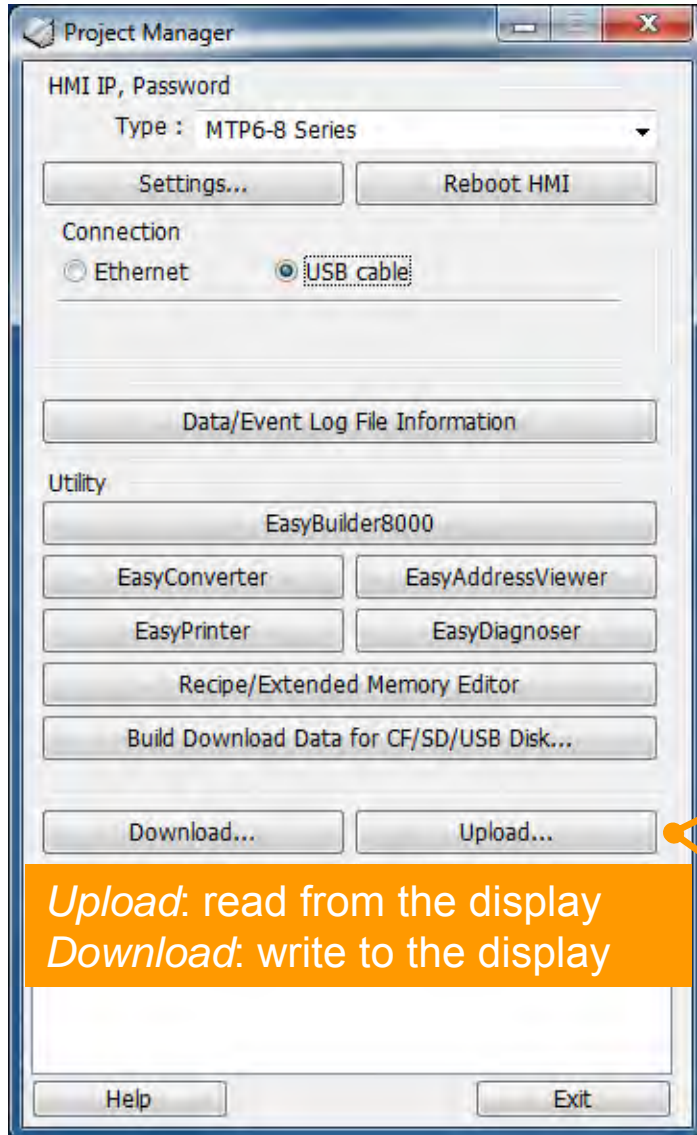 Project Manager
HMI IP, Password
Type : MTP6-8 Series
Settings... Reboot HMI
Connection
Ethernet USB cable
Data/Event Log File Information
Utility
EasyBuilder8000
EasyConverter EasyAddressViewer
EasyPrinter EasyDiagnoser
Recipe/Extended Memory Editor
Build Download Data for CF/SD/USB Disk...
Download... Upload...
Upload: read from the display
Download: write to the display
Help Exit